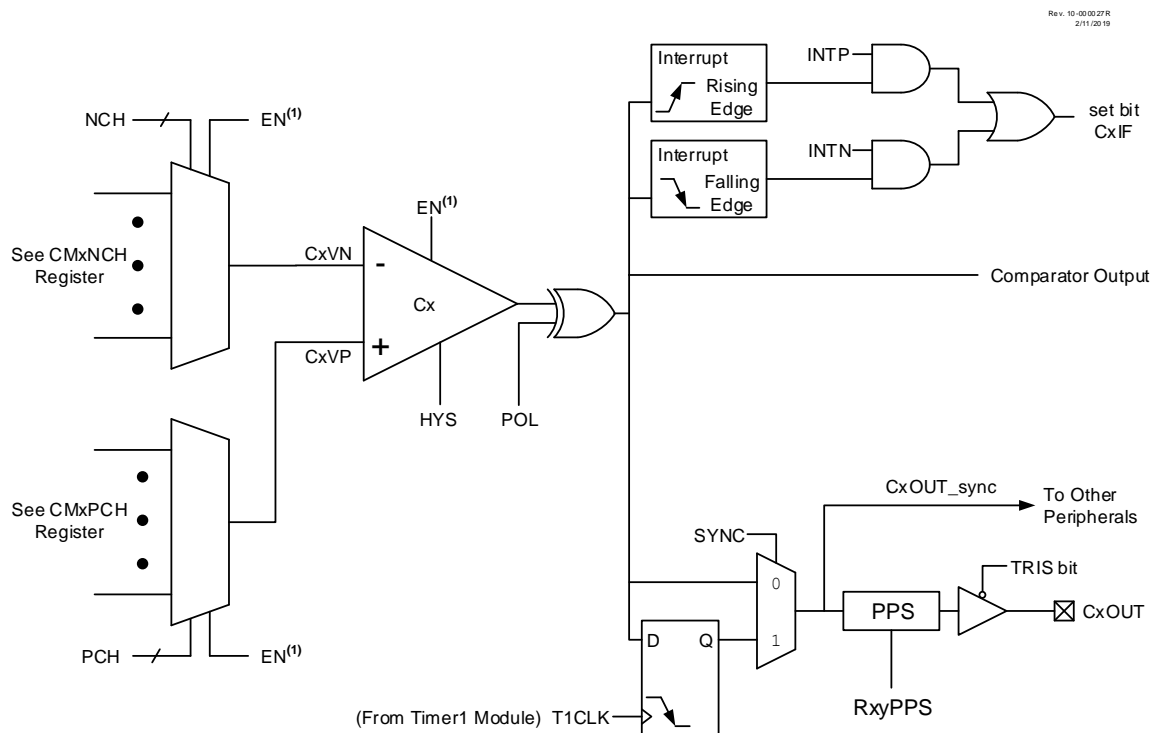 Rev. 10-000027R
2/11/2019
Interrupt
Rising
Edge
INTP
set bit
CxIF
Interrupt
Falling
Edge
INTN
NCH
EN(1)
See CMxNCH
Register
CxVN
EN(1)
-
Cx
+
CxVP
HYS
POL
Comparator Output
See CMxPCH
Register
PCH
EN(1)
CxOUT_sync
To Other
Peripherals
SYNC
0
1
TRIS bit
PPS
CxOUT
RxyPPS
D
Q
(From Timer1 Module) T1CLK